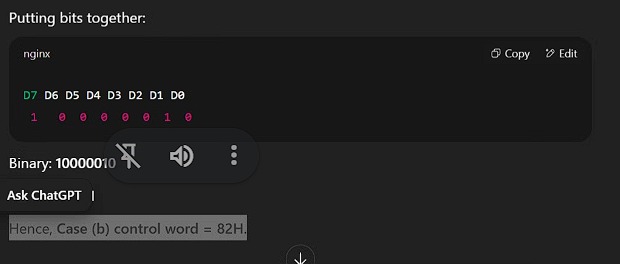 Putting bits together:
nginx
Copy
Edit
D7 D6 D5 D4 D3 D2 D1 D0
1 0 0 0 0 0 1 0
Binary: 10000010
Ask ChatGPT
Hence, Case (b) control word = 82H.